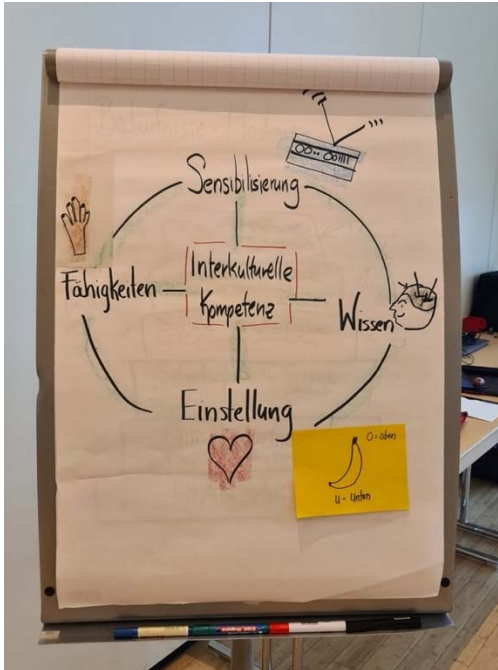 Sensibilisierung
Fähigkeiten
Interkulturelle
Kompetenz
Wissen
Einstellung
O = oben
U = unten